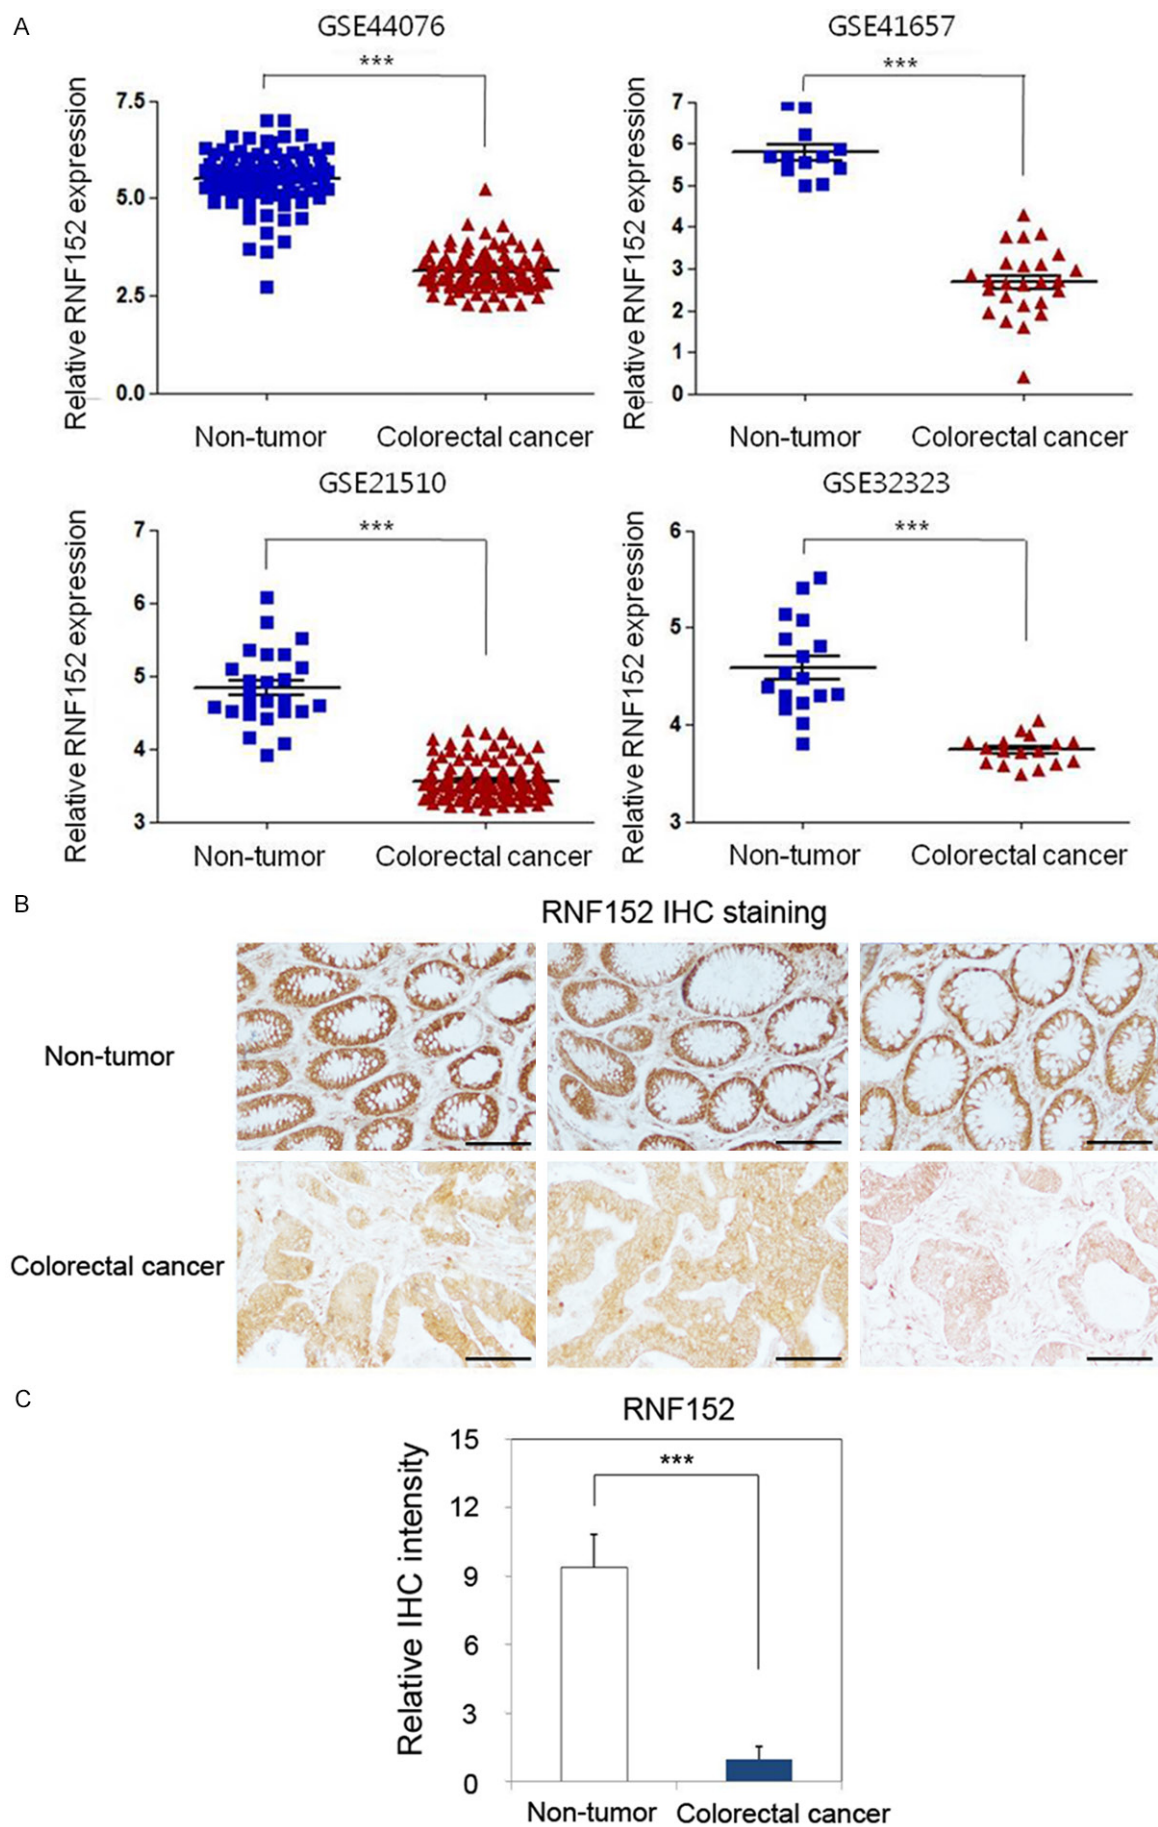 A
GSE44076
GSE41657
***
***
Relative RNF152 expression
7.5
5.0
2.5
0.0
Relative RNF152 expression
7
6
5
4
3
2
1
0
Non-tumor
Colorectal cancer
Non-tumor
Colorectal cancer
GSE21510
GSE32323
***
***
Relative RNF152 expression
7
6
5
4
3
Relative RNF152 expression
6
5
4
3
Non-tumor
Colorectal cancer
Non-tumor
Colorectal cancer
B
RNF152 IHC staining
Non-tumor
Colorectal cancer
C
RNF152
***
Relative IHC intensity
15
12
9
6
3
0
Non-tumor
Colorectal cancer